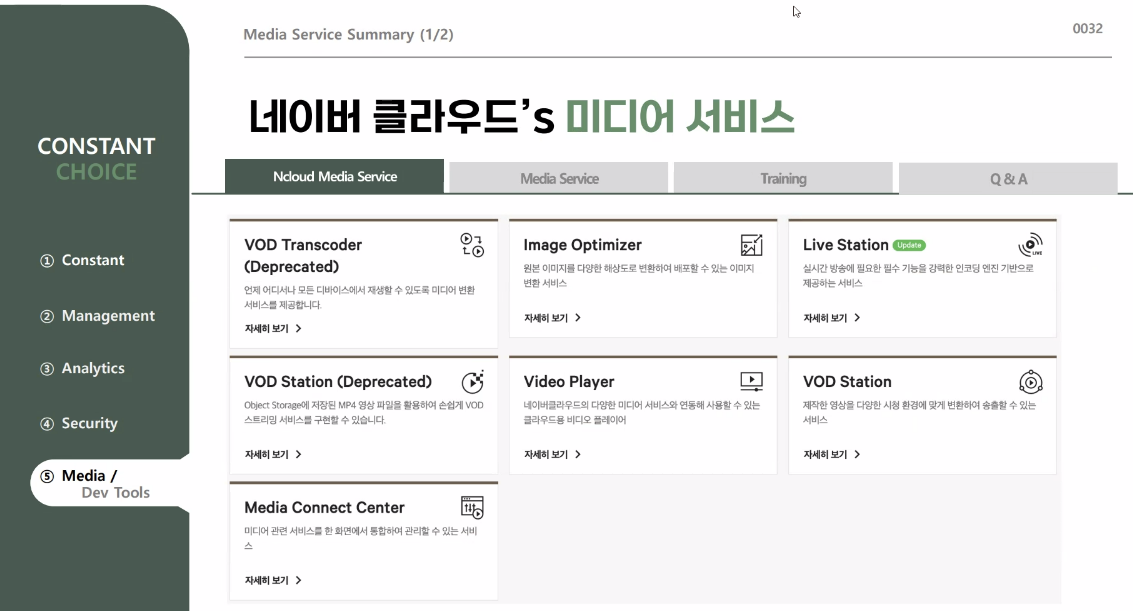 Media Service Summary (1/2)
0032
네이버 클라우드’s 미디어 서비스
CONSTANT
CHOICE
① Constant
② Management
③ Analytics
④ Security
⑤ Media /
Dev Tools
Ncloud Media Service
Media Service
Training
Q & A
VOD Transcoder
(Deprecated)
언제 어디서나 모든 디바이스에서 재생할 수 있도록 미디어 변환
서비스를 제공합니다.
자세히 보기 >
Image Optimizer
원본 이미지를 다양한 해상도로 변환하여 배포할 수 있는 이미지
변환 서비스
자세히 보기 >
Live Station Update
LIVE
실시간 방송에 필요한 필수 기능을 강력한 인코딩 엔진 기반으로
제공하는 서비스
자세히 보기 >
VOD Station (Deprecated)
Object Storage에 저장된 MP4 영상 파일을 활용하여 손쉽게 VOD
스트리밍 서비스를 구현할 수 있습니다.
자세히 보기 >
Video Player
네이버클라우드의 다양한 미디어 서비스와 연동해 사용할 수 있는
클라우드용 비디오 플레이어
자세히 보기 >
VOD Station
제작한 영상을 다양한 시청 환경에 맞게 변환하여 송출할 수 있는
서비스
자세히 보기 >
Media Connect Center
미디어 관련 서비스를 한 화면에서 통합하여 관리할 수 있는 서비
스
자세히 보기 >